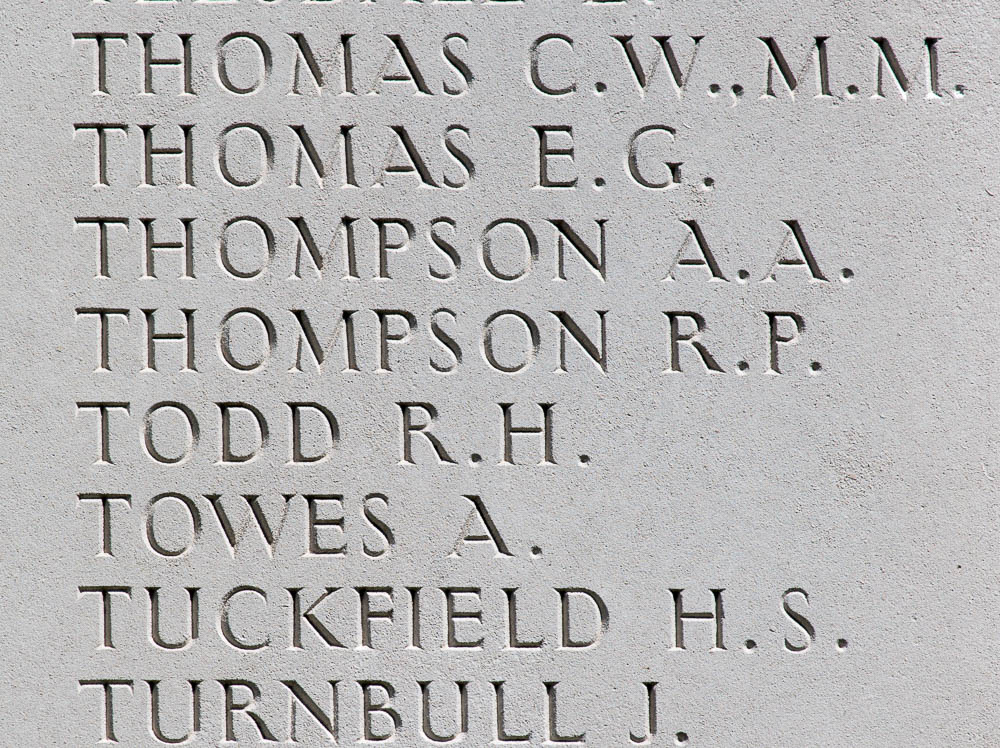 THOMAS C.W., M.M.
THOMAS E.G.
THOMPSON A.A.
THOMPSON R.P.
TODD R.H.
TOWES A.
TUCKFIELD H.S.
TURNBULL J.